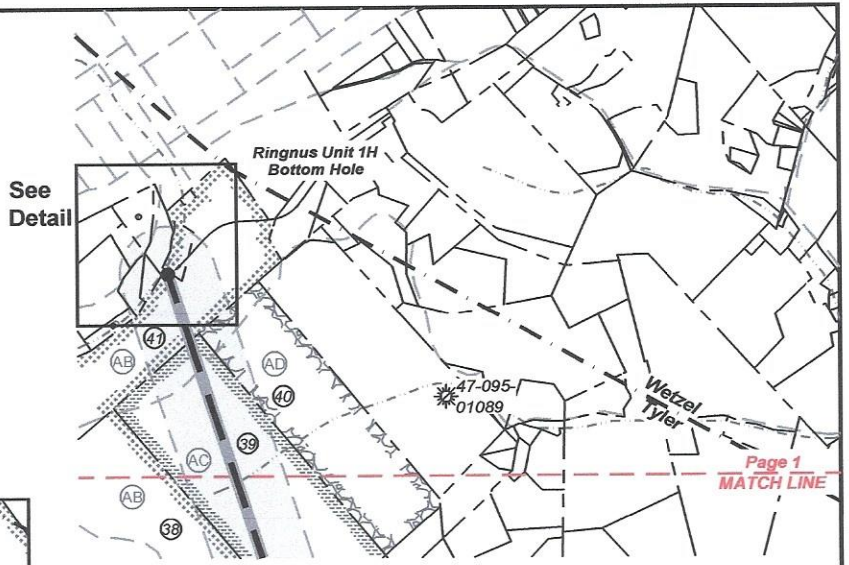 Ringnus Unit 1H
Bottom Hole
See
Detail
41
AB
AD
40
47-095-
01089
Wetzel
Tyler
39
AC
Page 1
MATCH LINE
AB
38